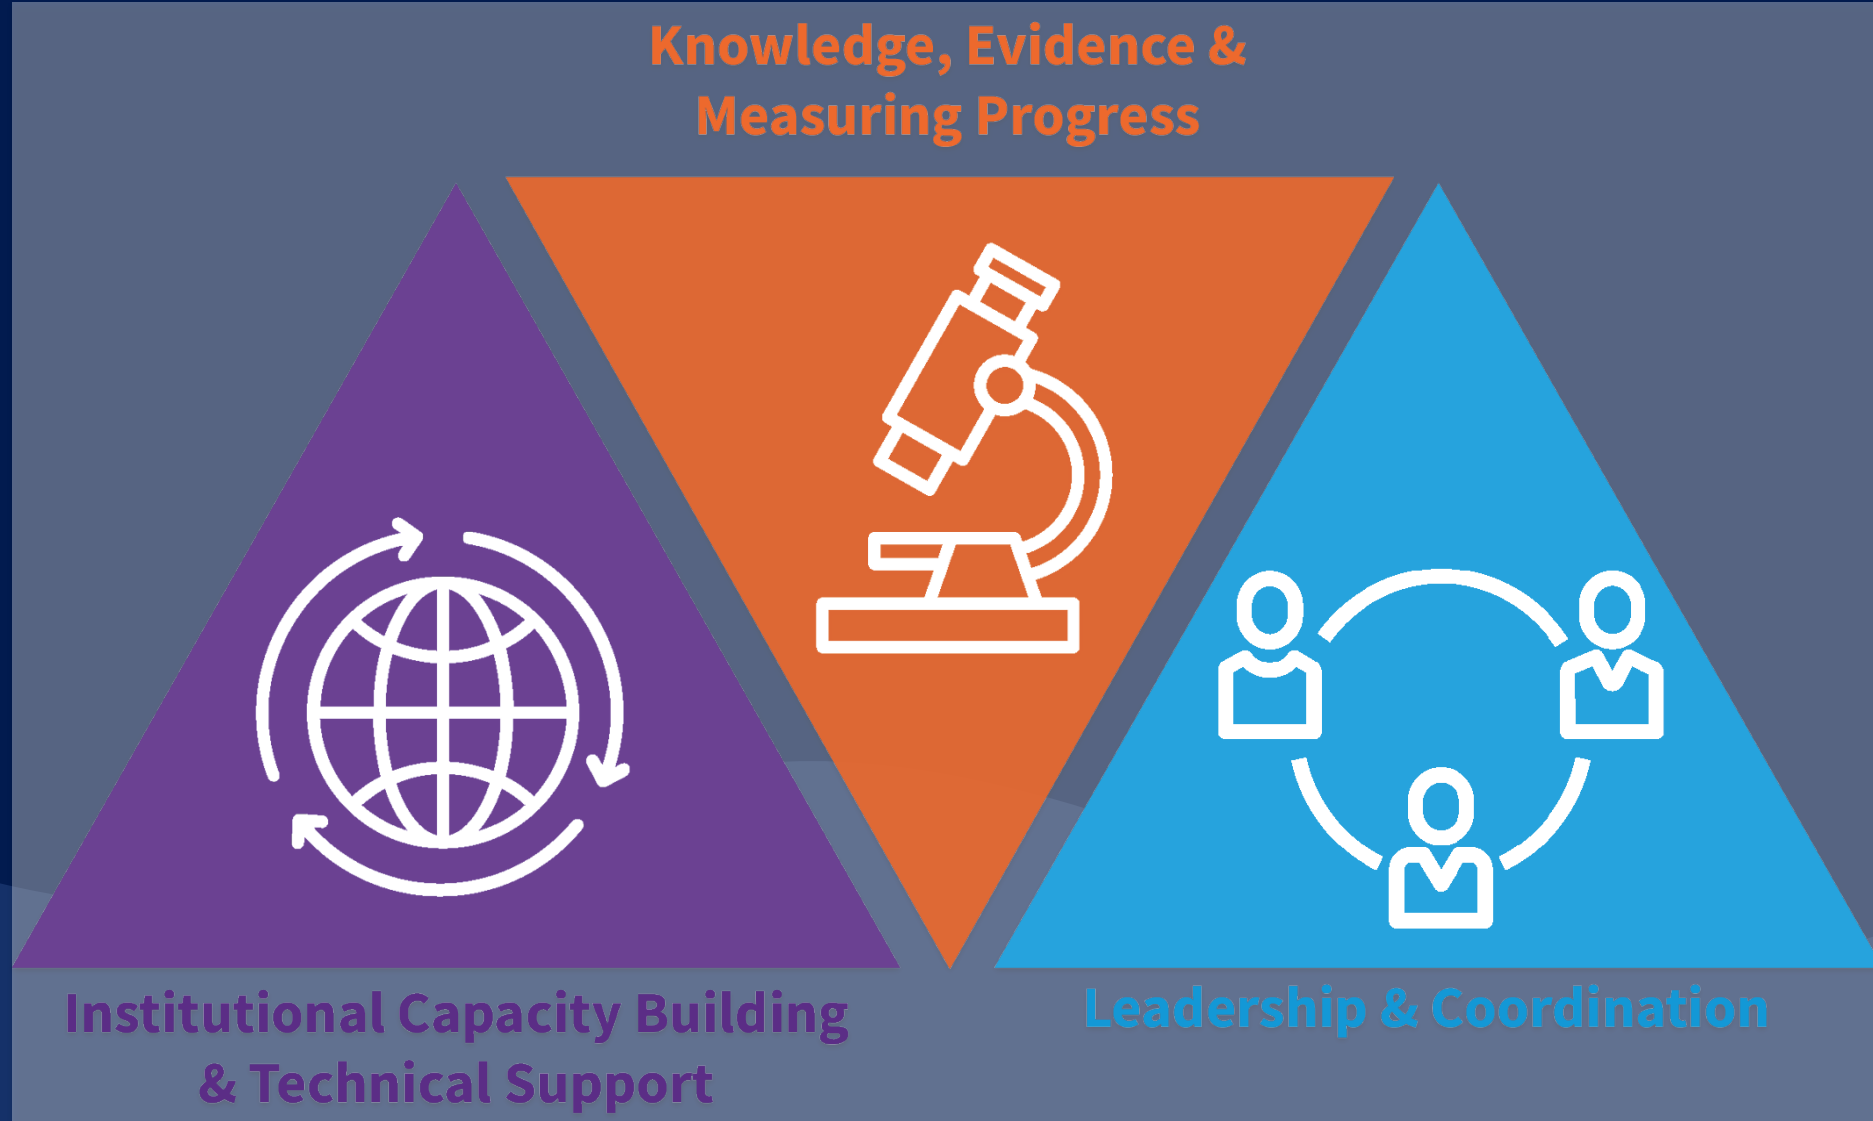 Knowledge, Evidence &
Measuring Progress
Institutional Capacity Building
& Technical Support
Leadership & Coordination